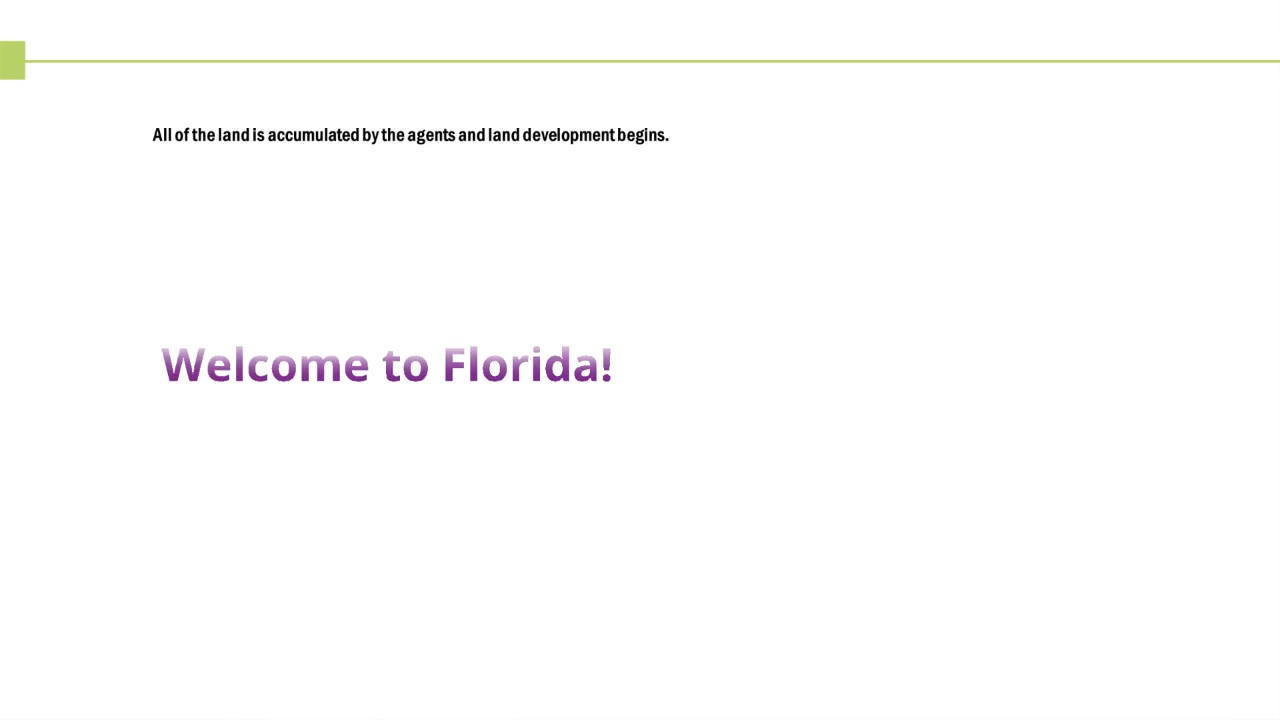 All of the land is accumulated by the agents and land development begins.
Welcome to Florida!